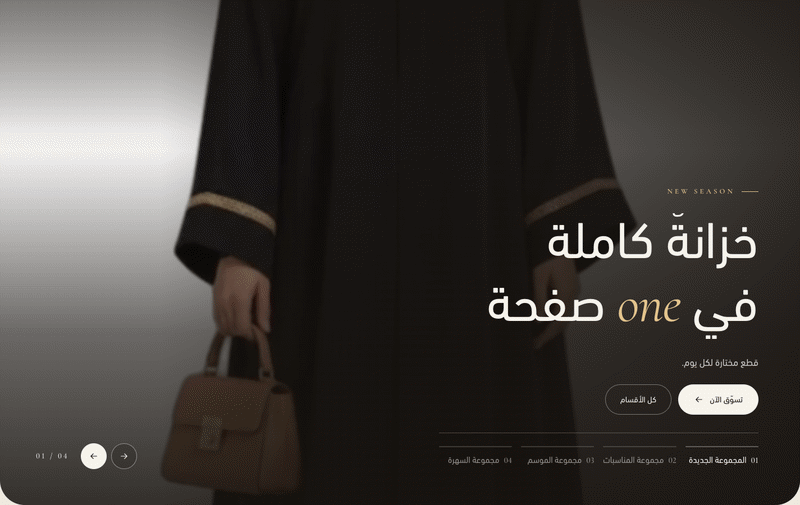 NEW SEASON
خزانةٌ كاملة
في one صفحة
قطع مختارة لكل يوم.
تسوّق الآن ←
كل الأقسام
01 المجموعة الجديدة
02 مجموعة المناسبات
03 مجموعة الموسم
04 مجموعة السهرة
01 / 04